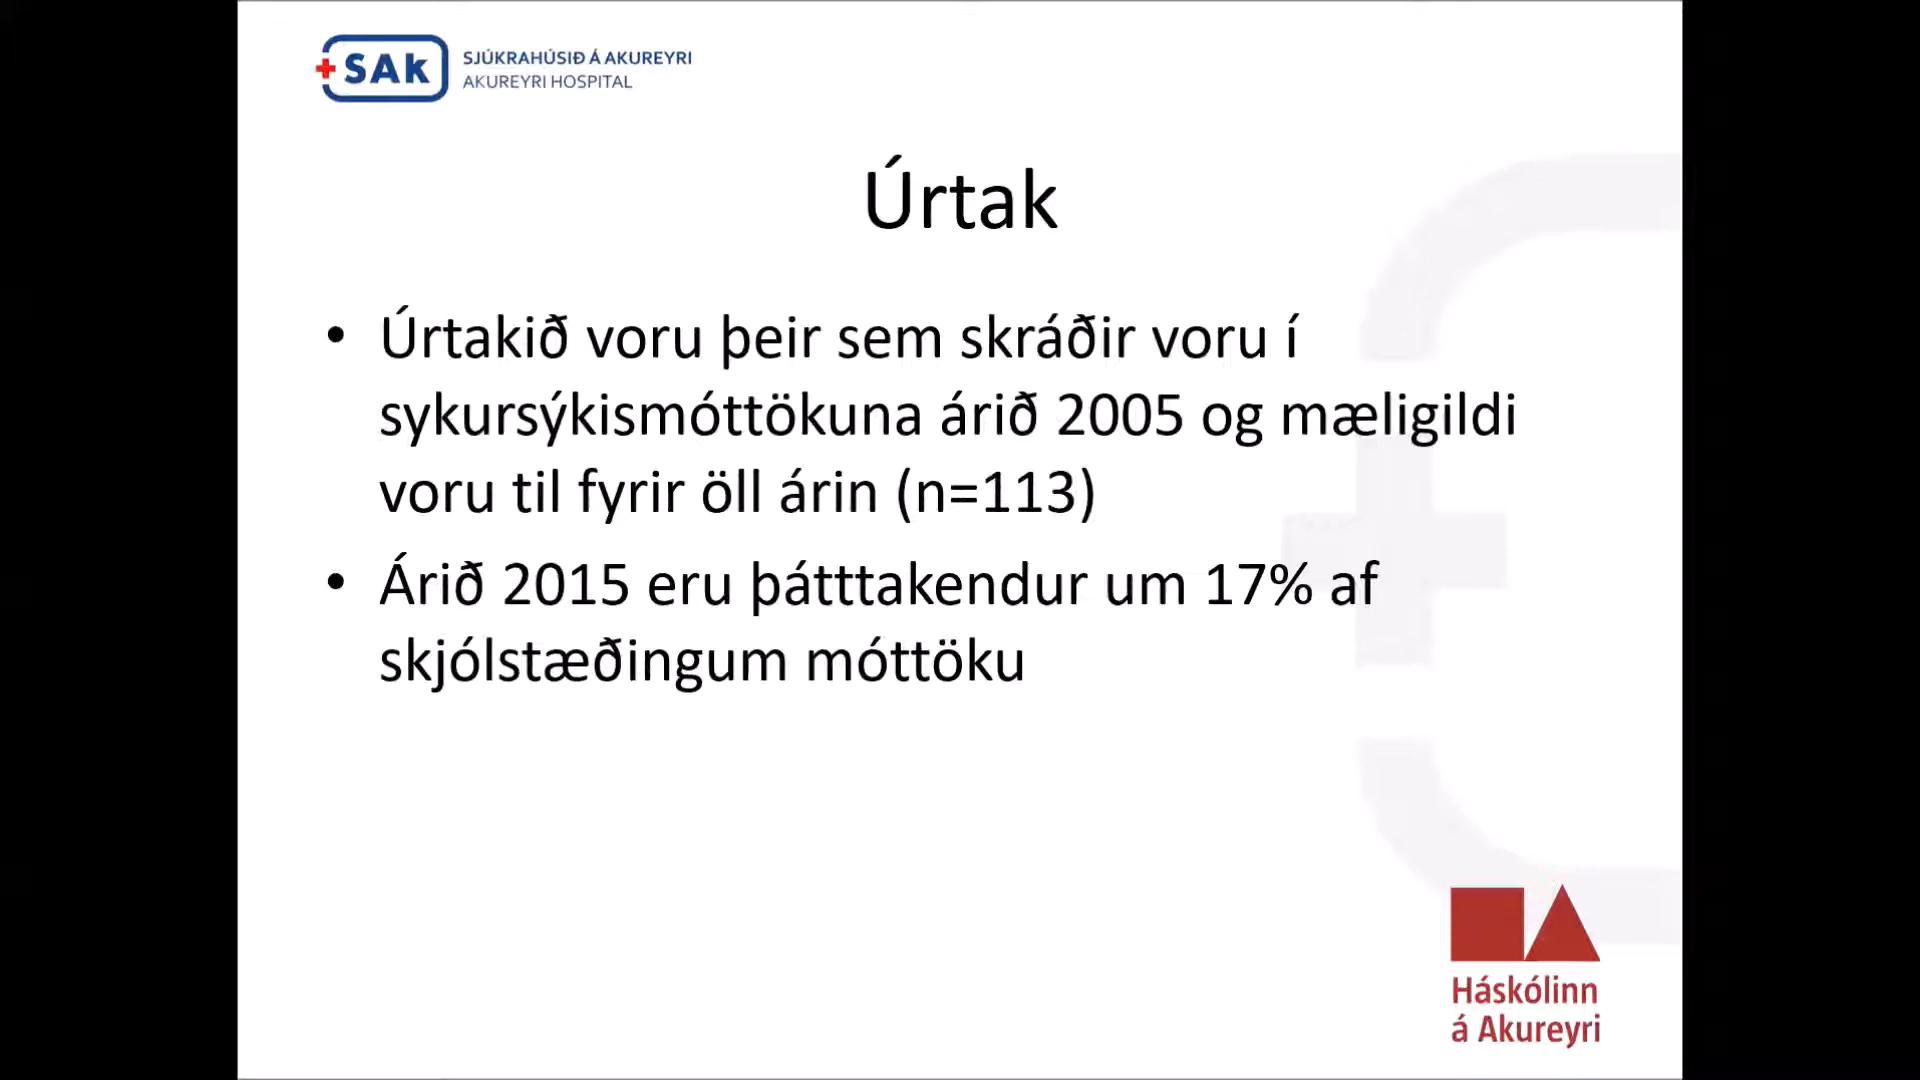 SAk
SJÚKRAHÚSIÐ Á AKUREYRI
AKUREYRI HOSPITAL
Úrtak
• Úrtakið voru þeir sem skráðir voru í
sykursýkismóttökuna árið 2005 og mæligildi
voru til fyrir öll árin (n=113)
• Árið 2015 eru þátttakendur um 17% af
skjólstæðingum móttöku
Háskólinn
á Akureyri